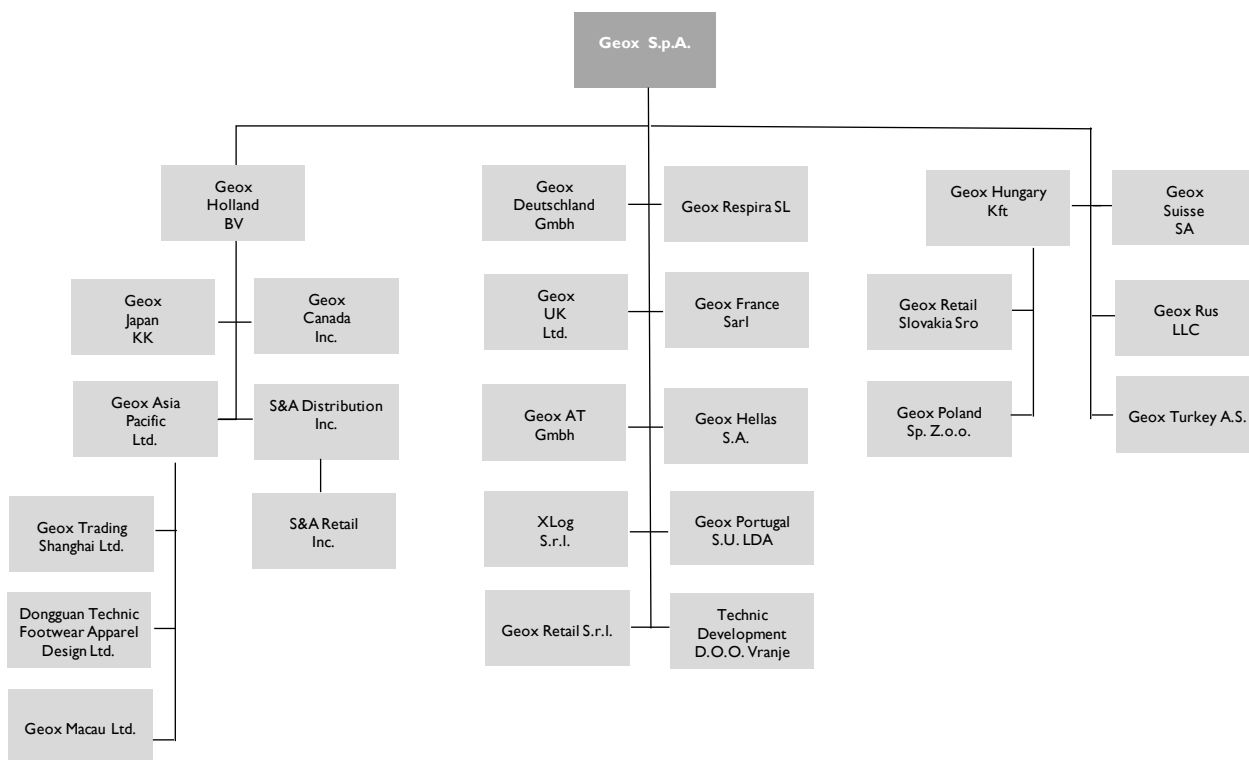 Geox S.p.A.
Geox
Holland
BV
Geox
Japan
KK
Geox
Canada
Inc.
Geox Asia
Pacific
Ltd.
S&A Distribution
Inc.
S&A Retail
Inc.
Geox Trading
Shanghai Ltd.
Dongguan Technic
Footwear Apparel
Design Ltd.
Geox Macau Ltd.
Geox
Deutschland
Gmbh
Geox Respira SL
Geox
UK
Ltd.
Geox France
Sarl
Geox AT
Gmbh
Geox Hellas
S.A.
XLog
S.r.l.
Geox Portugal
S.U. LDA
Geox Retail S.r.l.
Technic
Development
D.O.O. Vranje
Geox Hungary
Kft
Geox
Suisse
SA
Geox Retail
Slovakia Sro
Geox Rus
LLC
Geox Poland
Sp. Z.o.o.
Geox Turkey A.S.